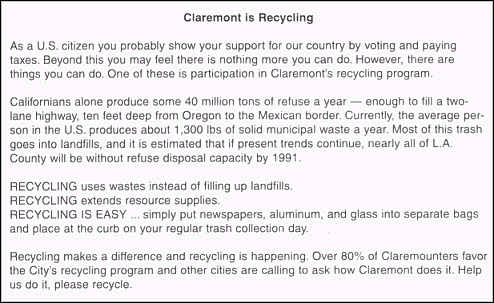 Claremont is Recycling
As a U.S. citizen you probably show your support for our country by voting and paying
taxes. Beyond this you may feel there is nothing more you can do. However, there are
things you can do. One of these is participation in Claremont's recycling program.
Californians alone produce some 40 million tons of refuse a year — enough to fill a two-
lane highway, ten feet deep from Oregon to the Mexican border. Currently, the average per-
son in the U.S. produces about 1,300 lbs of solid municipal waste a year. Most of this trash
goes into landfills, and it is estimated that if present trends continue, nearly all of L.A.
County will be without refuse disposal capacity by 1991.
RECYCLING uses wastes instead of filling up landfills.
RECYCLING extends resource supplies.
RECYCLING IS EASY ... simply put newspapers, aluminum, and glass into separate bags
and place at the curb on your regular trash collection day.
Recycling makes a difference and recycling is happening. Over 80% of Claremounters favor
the City's recycling program and other cities are calling to ask how Claremont does it. Help
us do it, please recycle.